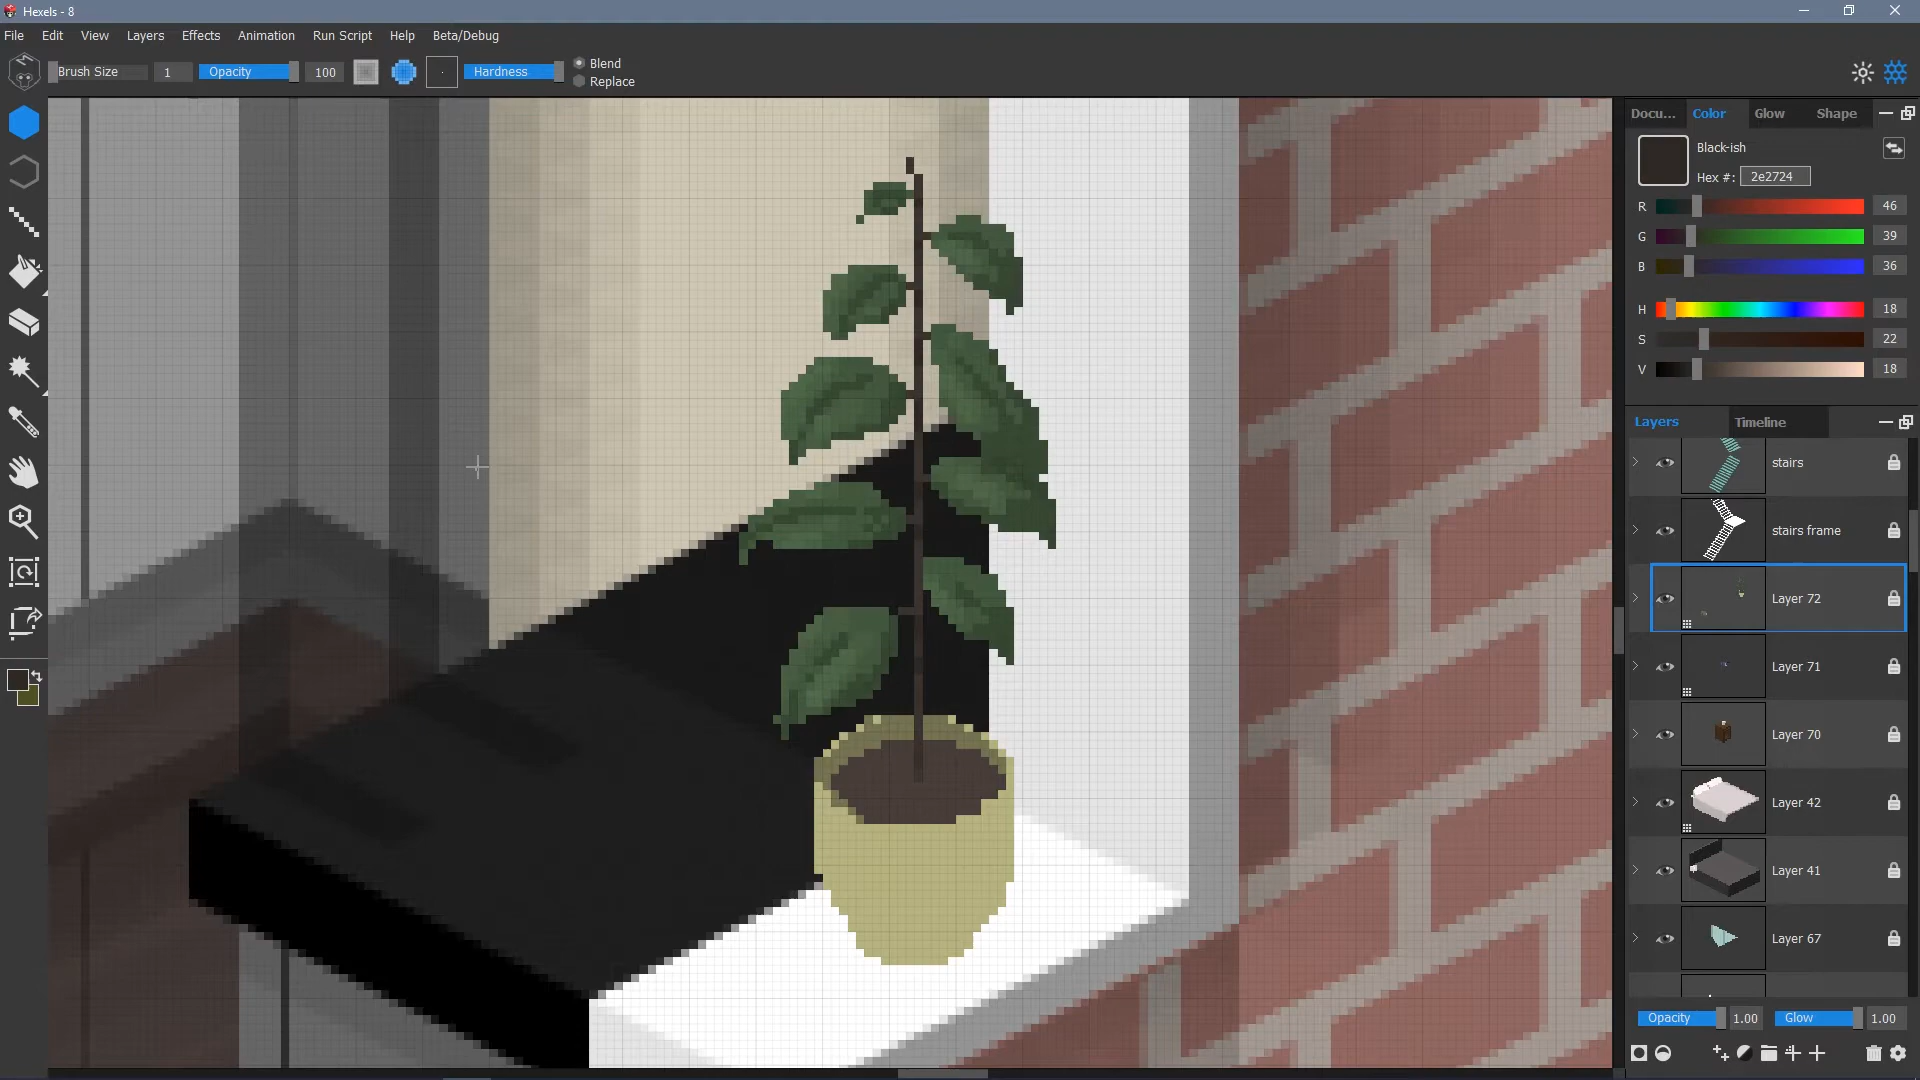 Hexels - 8
File Edit View Layers Effects Animation Run Script Help Beta/Debug
Brush Size 1 Opacity 100 Hardness Blend
Replace
Docu... Color Glow Shape
Black-ish
Hex #: 2e2724
R 46
G 39
B 36
H 18
S 22
V 18
Layers Timeline
stairs
stairs frame
Layer 72
Layer 71
Layer 70
Layer 42
Layer 41
Layer 67
Opacity 1.00 Glow 1.00